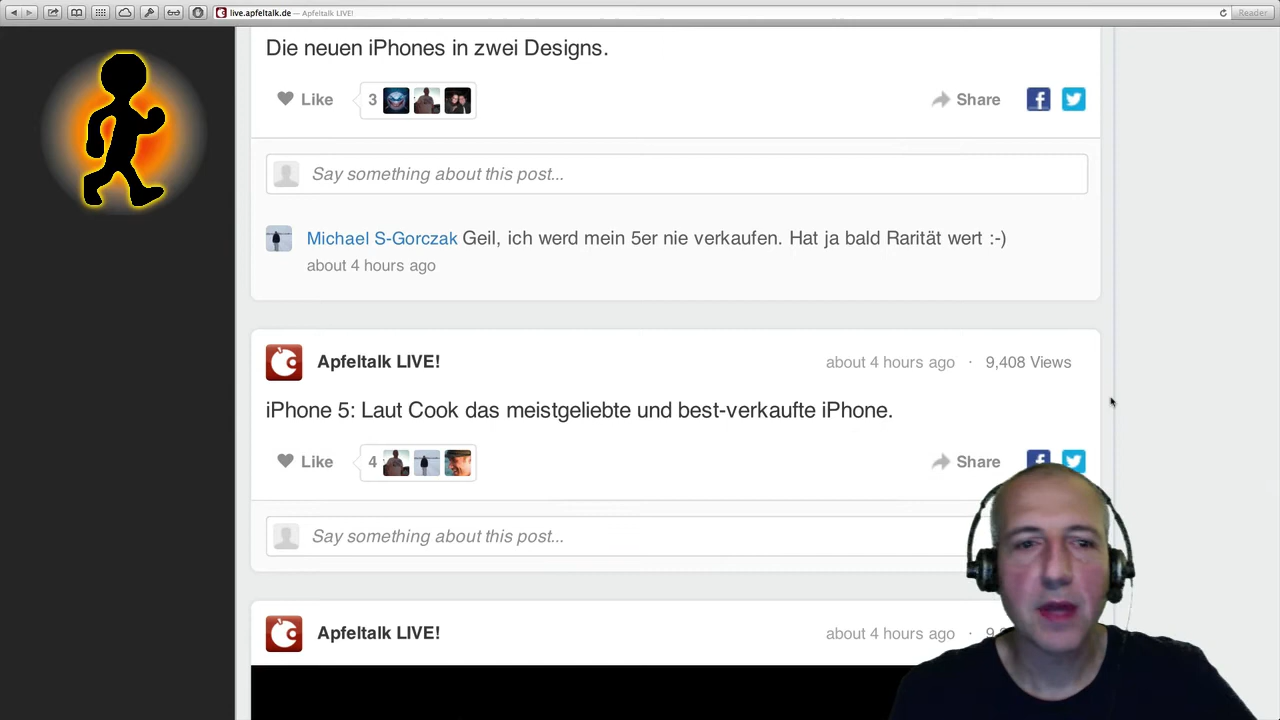 live.apfeltalk.de — Apfeltalk LIVE!
Reader
Die neuen iPhones in zwei Designs.
Like
3
Share
Say something about this post...
Michael S-Gorczak Geil, ich werd mein 5er nie verkaufen. Hat ja bald Rarität wert :-)
about 4 hours ago
Apfeltalk LIVE!
about 4 hours ago · 9,408 Views
iPhone 5: Laut Cook das meistgeliebte und best-verkaufte iPhone.
Like
4
Share
Say something about this post...
Apfeltalk LIVE!
about 4 hours ago ·